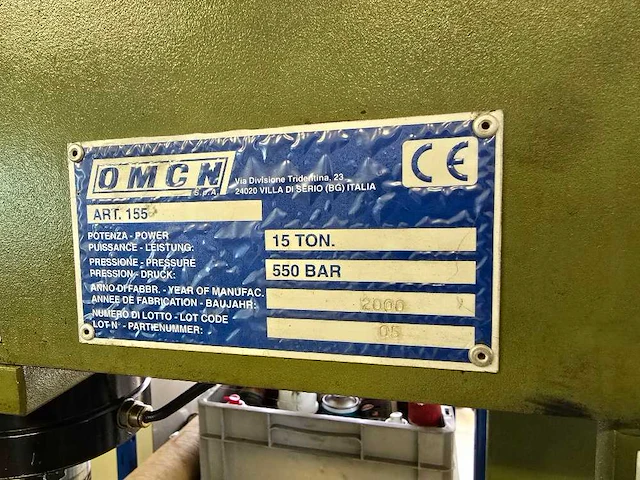 OMCN
S.p.A.
Via Divisione Tridentina, 23
24020 VILLA DI SERIO (BG) ITALIA
CE
ART. 155
POTENZA - POWER
PUISSANCE - LEISTUNG:
15 TON.
PRESSIONE - PRESSURE
PRESSION - DRUCK:
550 BAR
ANNO DI FABBR. - YEAR OF MANUFAC.
ANNEE DE FABRICATION - BAUJAHR:
2000
NUMERO DI LOTTO - LOT CODE
LOT N° - PARTIENUMMER:
05